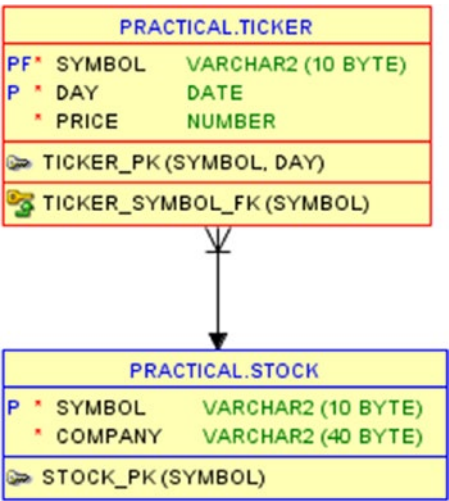 PRACTICAL.TICKER
PF* SYMBOL VARCHAR2 (10 BYTE)
P * DAY DATE
* PRICE NUMBER
TICKER_PK (SYMBOL, DAY)
TICKER_SYMBOL_FK (SYMBOL)
PRACTICAL.STOCK
P * SYMBOL VARCHAR2 (10 BYTE)
* COMPANY VARCHAR2 (40 BYTE)
STOCK_PK (SYMBOL)